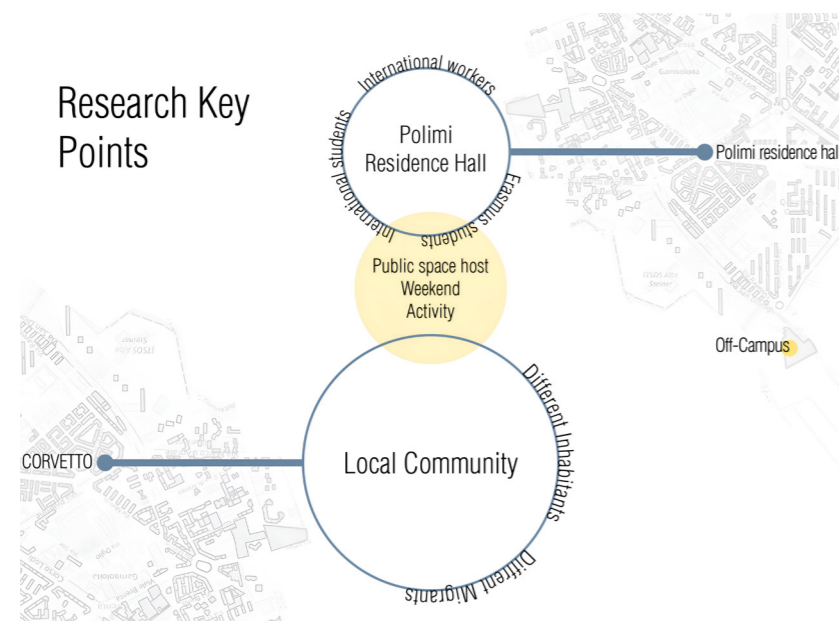 Research Key
Points
International workers
International students
Erasmus Students
Polimi
Residence Hall
Polimi residence hal
Public space host
Weekend
Activity
Off-Campus
CORVETTO
Local Community
Different Inhabitants
Diffrent Migrants